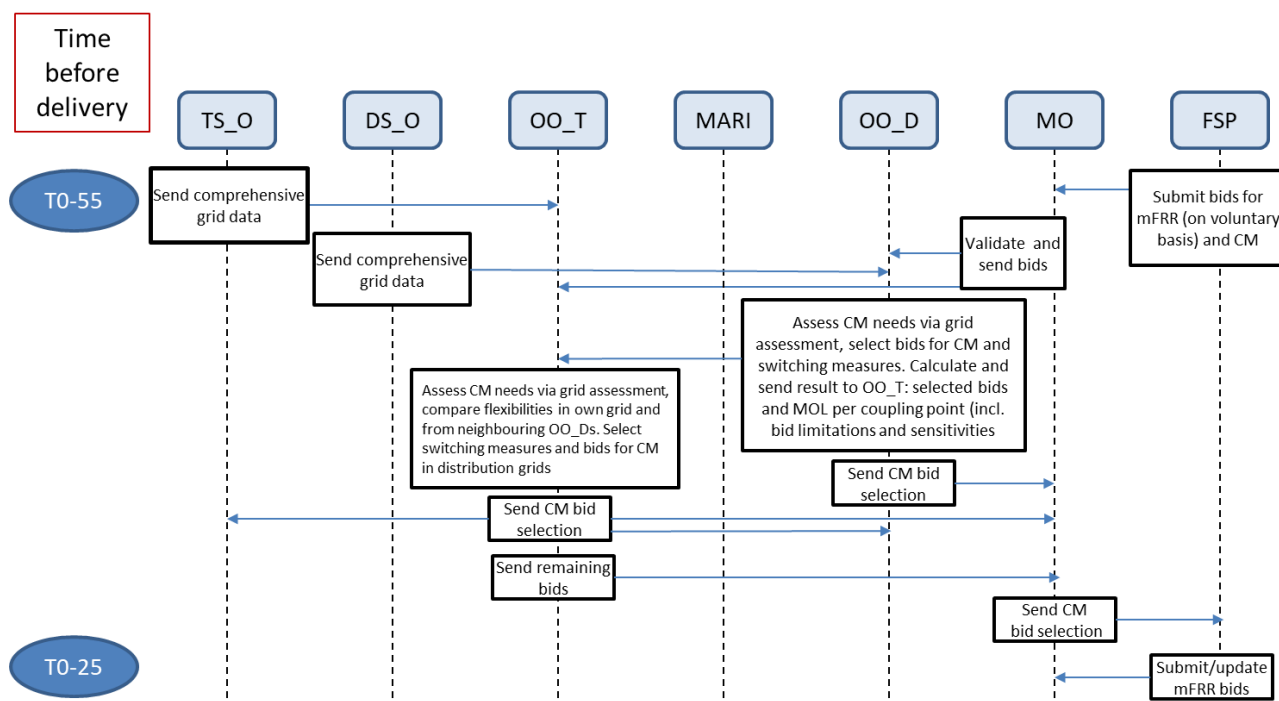 Time
before
delivery
TS_O
DS_O
OO_T
MARI
OO_D
MO
FSP
T0-55
Send comprehensive
grid data
Submit bids for
mFRR (on voluntary
basis) and CM
Validate and
send bids
Send comprehensive
grid data
Assess CM needs via grid
assessment, select bids for CM and
switching measures. Calculate and
send result to OO_T: selected bids
and MOL per coupling point (incl.
bid limitations and sensitivities
Assess CM needs via grid assessment,
compare flexibilities in own grid and
from neighbouring OO_Ds. Select
switching measures and bids for CM
in distribution grids
Send CM bid
selection
Send CM bid
selection
Send remaining
bids
Send CM
bid selection
T0-25
Submit/update
mFRR bids